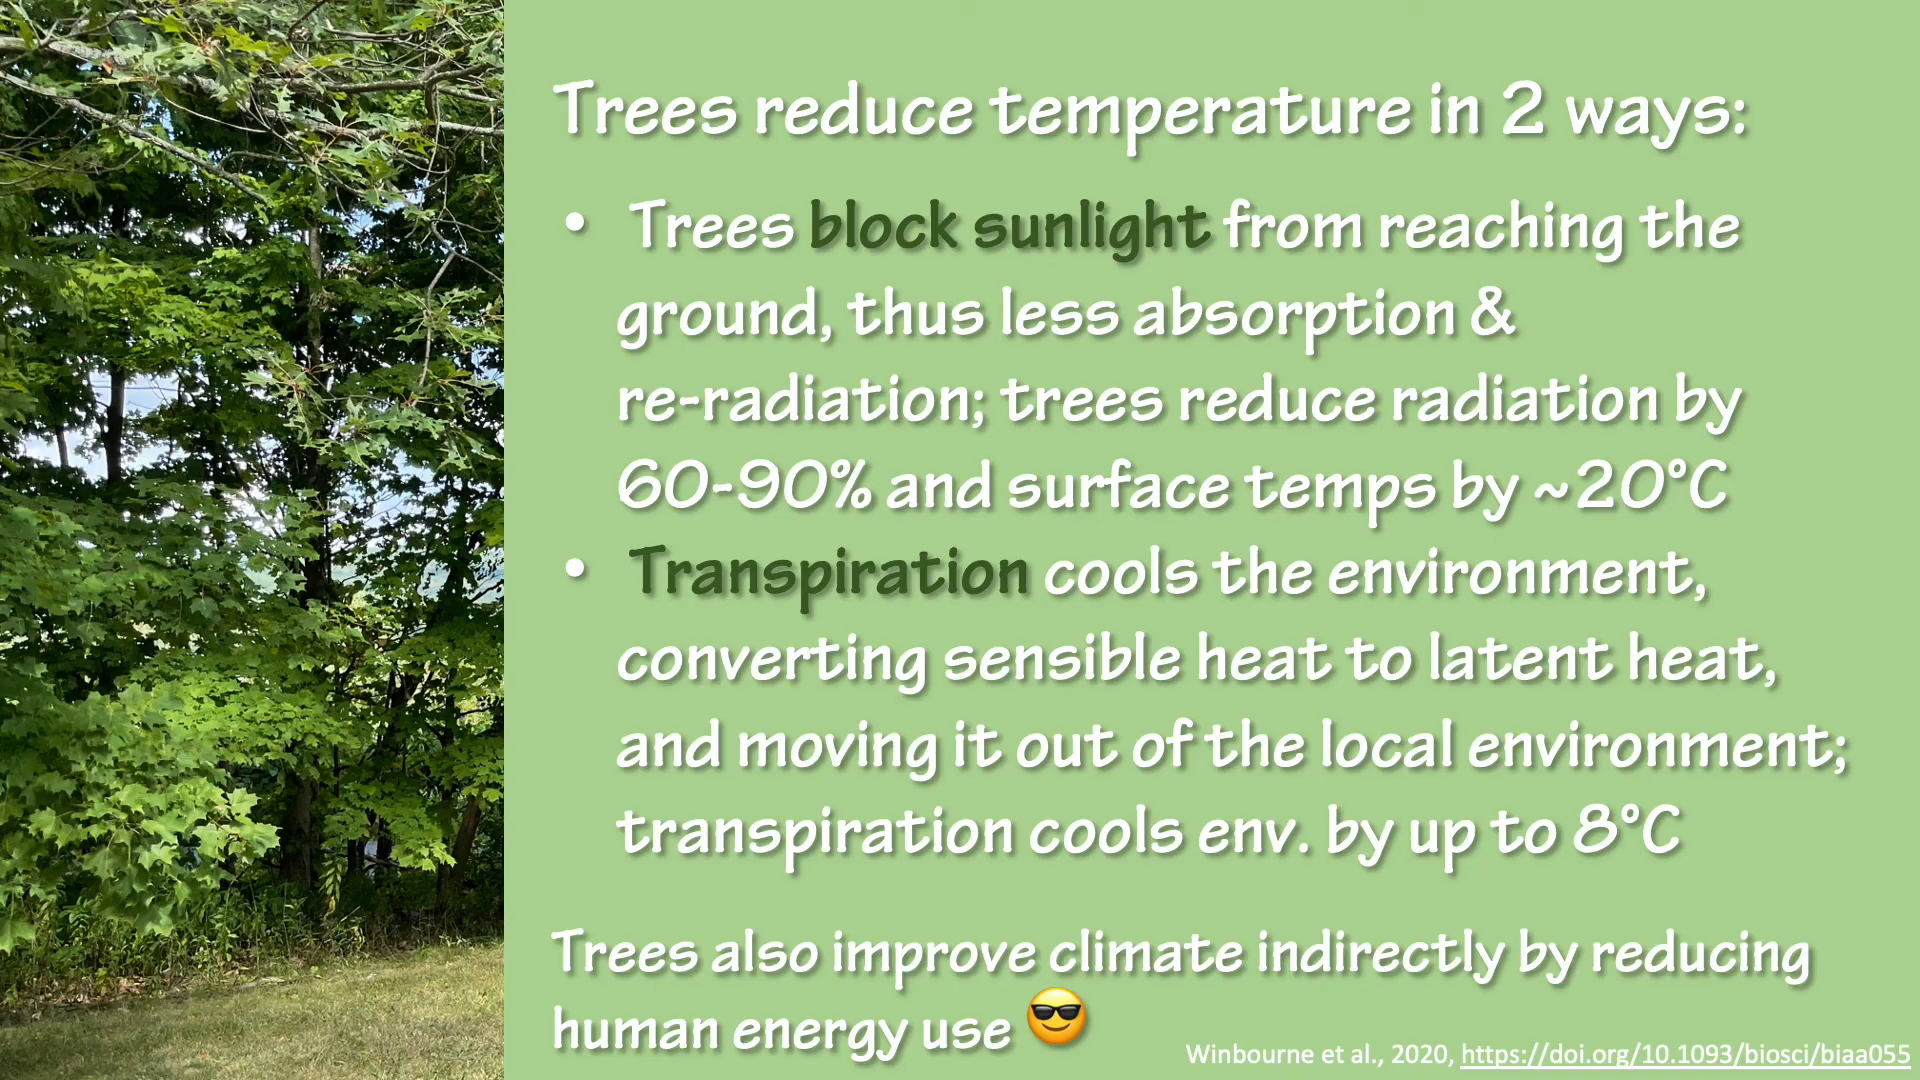 Trees reduce temperature in 2 ways:
• Trees block sunlight from reaching the
ground, thus less absorption &
re-radiation; trees reduce radiation by
60-90% and surface temps by ~20°C
• Transpiration cools the environment,
converting sensible heat to latent heat,
and moving it out of the local environment;
transpiration cools env. by up to 8°C
Trees also improve climate indirectly by reducing
human energy use 😎
Winbourne et al., 2020, https://doi.org/10.1093/biosci/biaa055